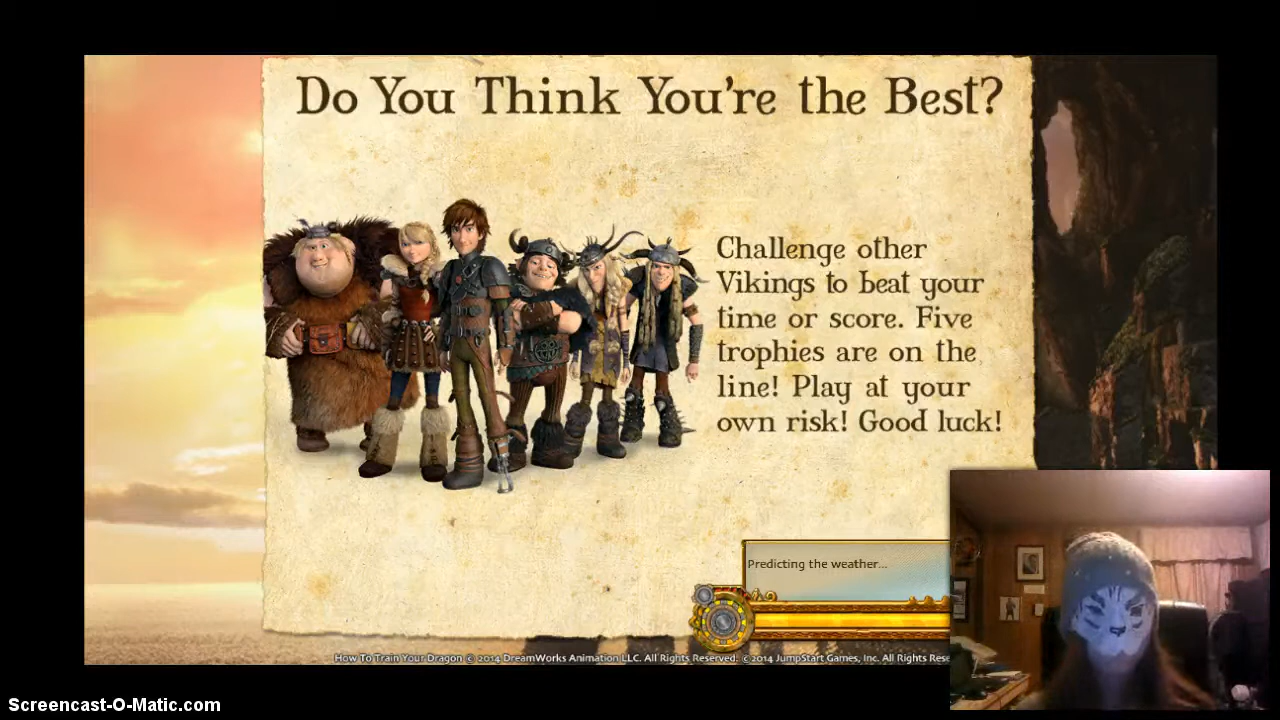 Do You Think You're the Best?
Challenge other
Vikings to beat your
time or score. Five
trophies are on the
line! Play at your
own risk! Good luck!
Predicting the weather...
How To Train Your Dragon © 2014 DreamWorks Animation LLC. All Rights Reserved. © 2014 JumpStart Games, Inc. All Rights Rese
Screencast-O-Matic.com